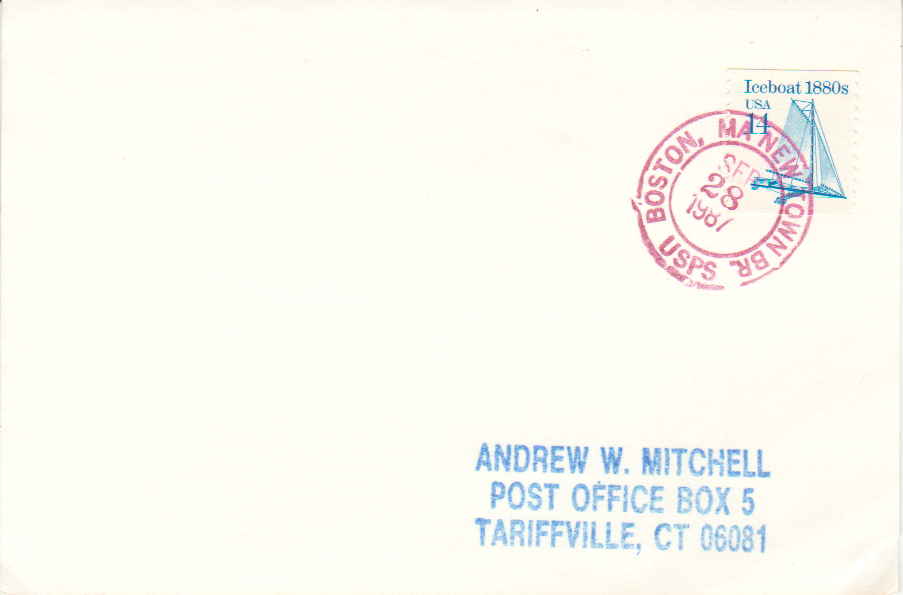 Iceboat 1880s
USA
14
BOSTON, MA NEWTOWN BR.
SEP
28
1987
USPS
ANDREW W. MITCHELL
POST OFFICE BOX 5
TARIFFVILLE, CT 06081